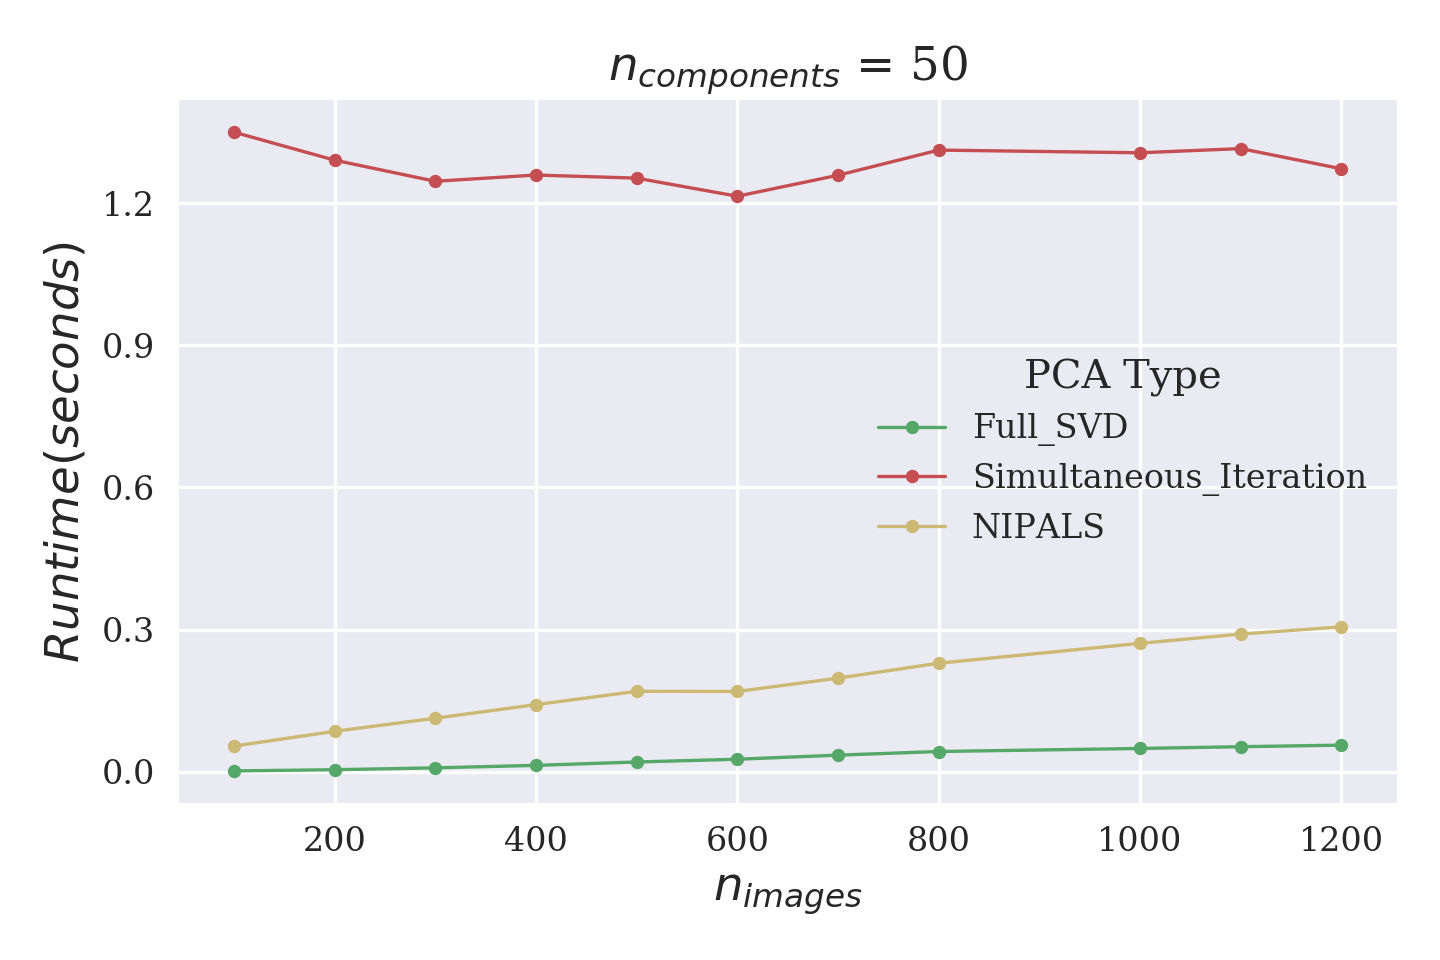 n_components = 50
Runtime(seconds)
1.2
0.9
0.6
0.3
0.0
PCA Type
Full_SVD
Simultaneous_Iteration
NIPALS
200 400 600 800 1000 1200
n_images